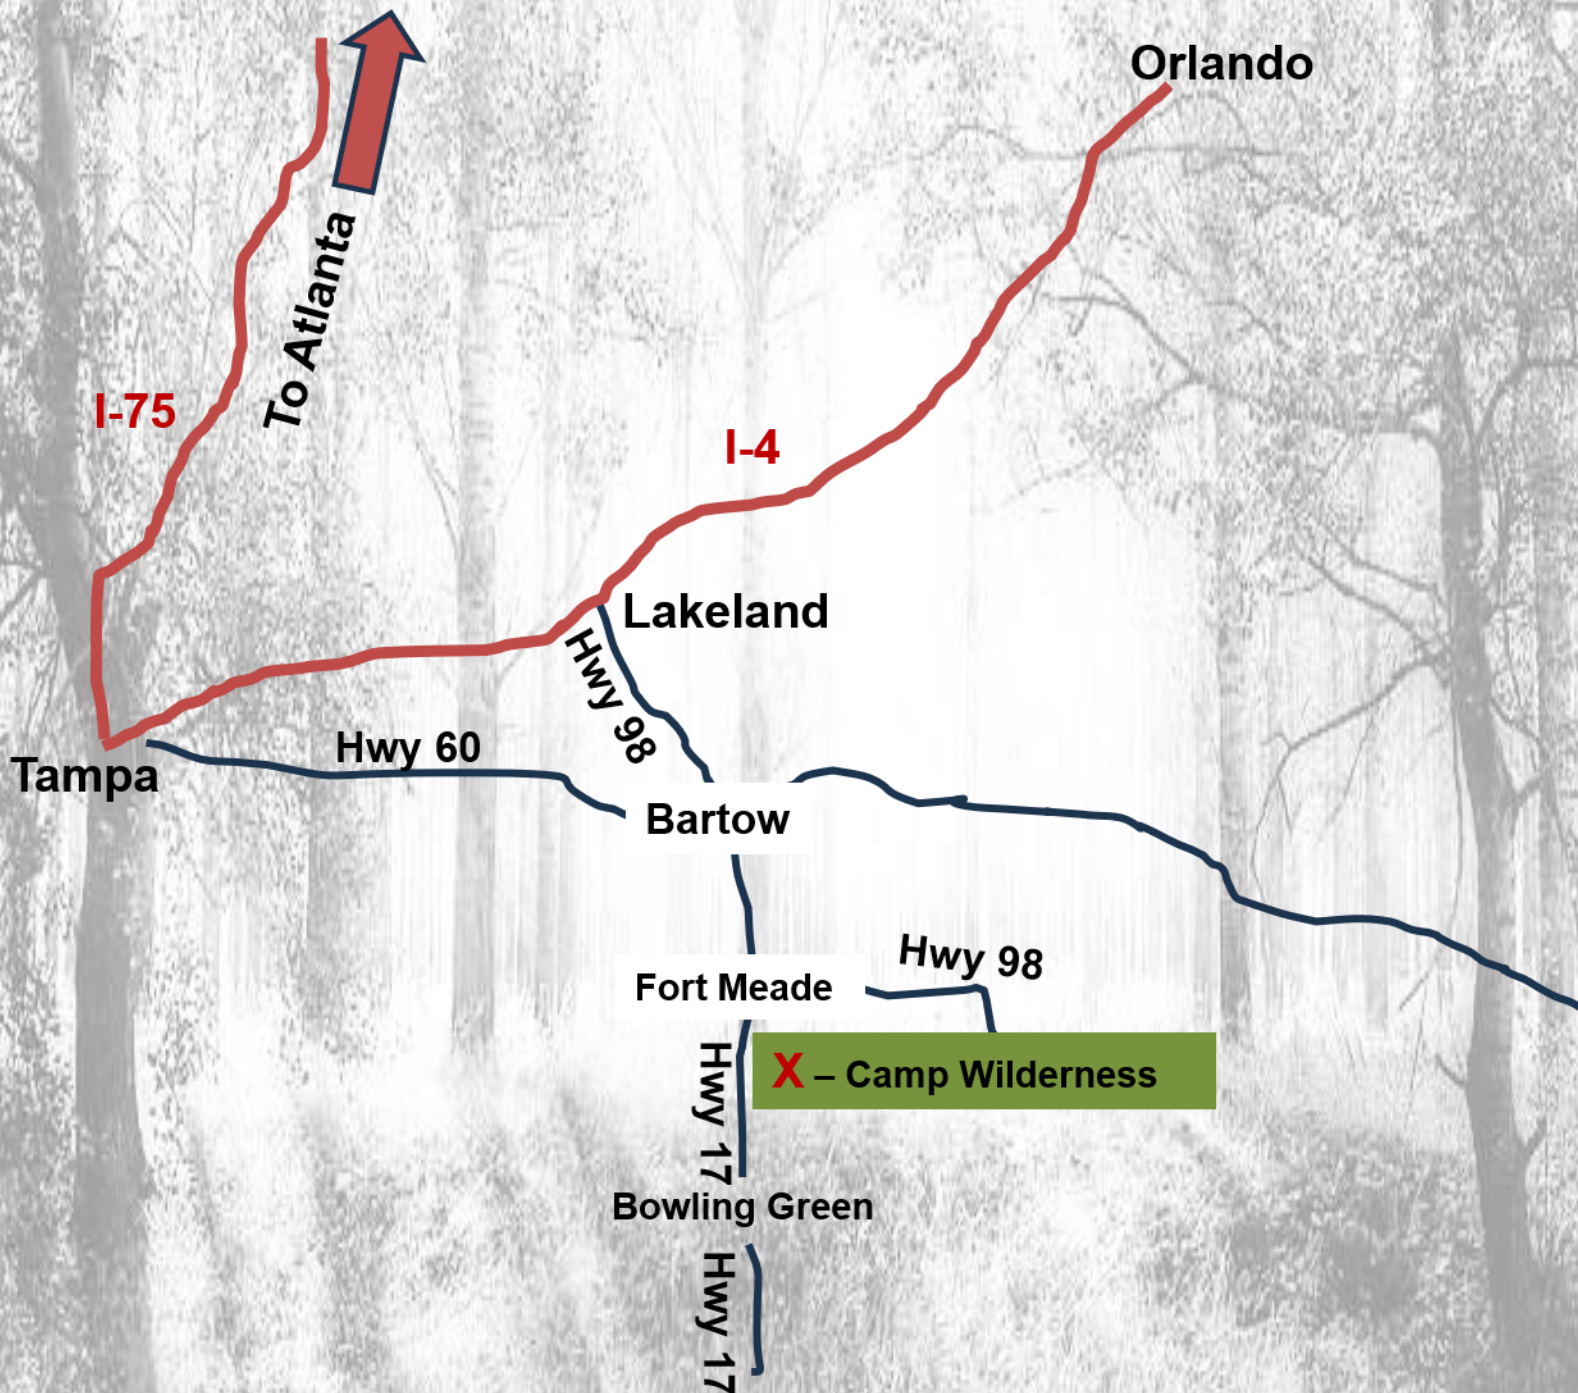 Orlando
To Atlanta
I-75
I-4
Lakeland
Hwy 98
Hwy 60
Tampa
Bartow
Hwy 98
Fort Meade
X – Camp Wilderness
Hwy 17
Bowling Green
Hwy 17